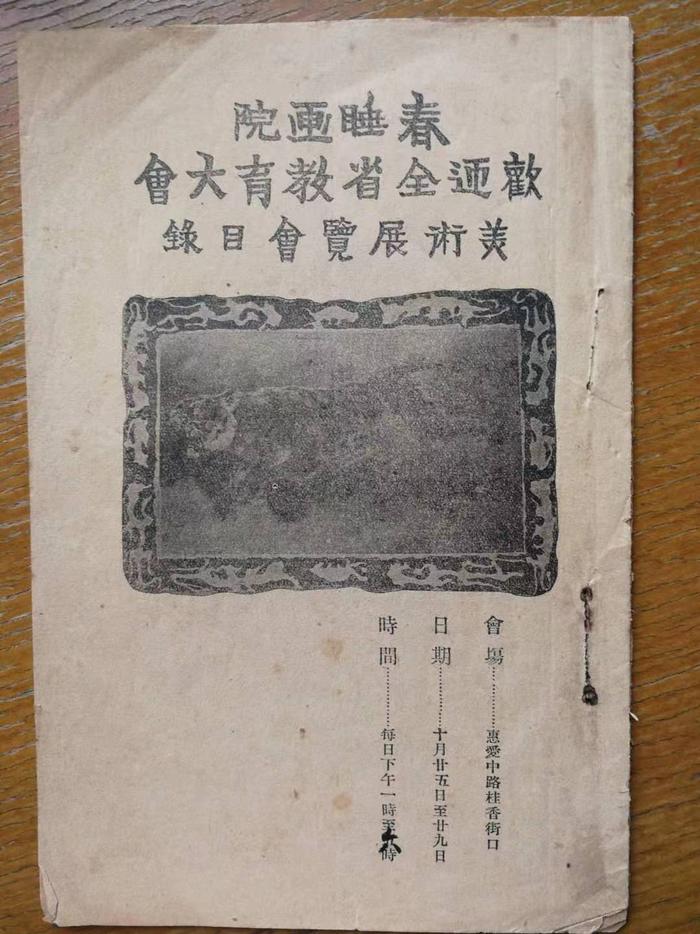 春睡画院
歡迎全省教育大會
美術展覽會目錄
會塲…………惠愛中路桂香街口
日期…………十月廿五日至廿九日
時間…………每日下午一時至六時